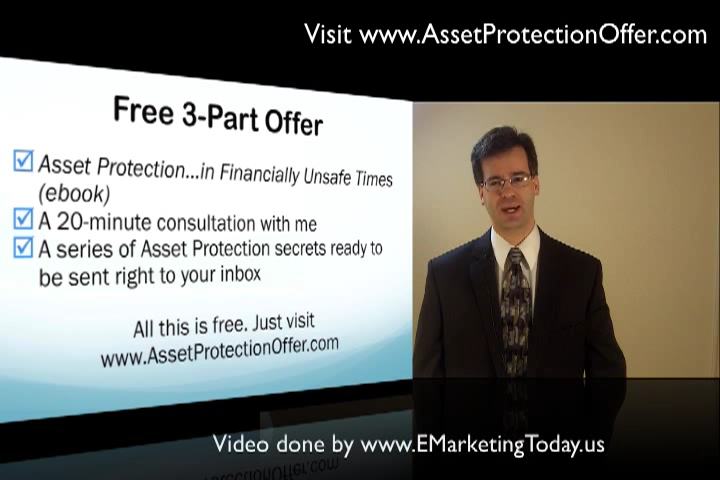 Visit www.AssetProtectionOffer.com
Free 3-Part Offer
Asset Protection...in Financially Unsafe Times
(ebook)
A 20-minute consultation with me
A series of Asset Protection secrets ready to
be sent right to your inbox
All this is free. Just visit
www.AssetProtectionOffer.com
Video done by www.EMarketingToday.us